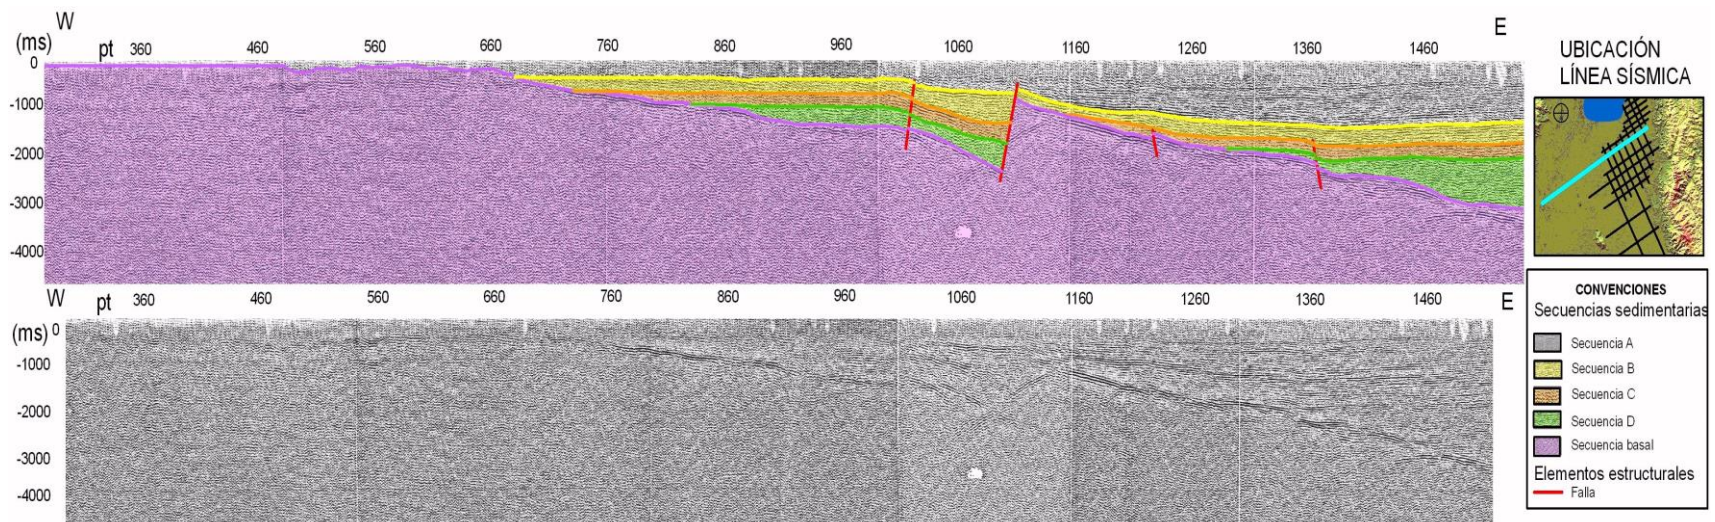 W E
(ms) pt 360 460 560 660 760 860 960 1060 1160 1260 1360 1460
0
-1000
-2000
-3000
-4000
W pt 360 460 560 660 760 860 960 1060 1160 1260 1360 1460 E
(ms) 0
-1000
-2000
-3000
-4000
UBICACIÓN
LÍNEA SÍSMICA
CONVENCIONES
Secuencias sedimentarias
Secuencia A
Secuencia B
Secuencia C
Secuencia D
Secuencia basal
Elementos estructurales
Falla